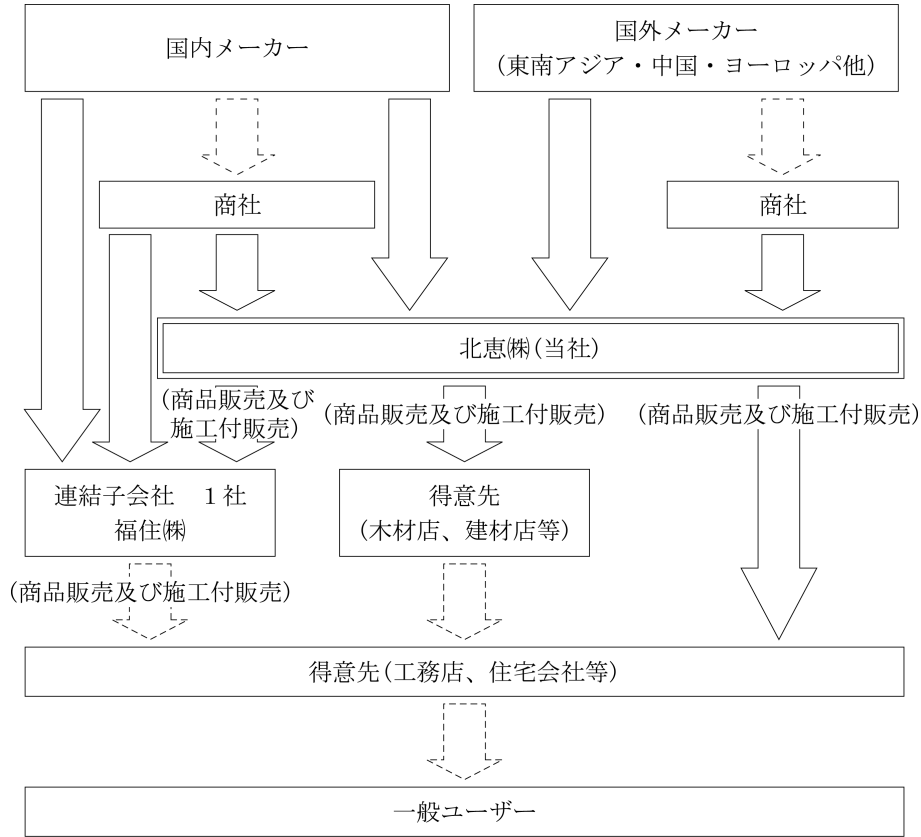 国内メーカー
国外メーカー
(東南アジア・中国・ヨーロッパ他)
商社
商社
北恵㈱(当社)
(商品販売及び
施工付販売)
(商品販売及び施工付販売)
(商品販売及び施工付販売)
連結子会社　１社
福住㈱
得意先
(木材店、建材店等)
(商品販売及び施工付販売)
得意先(工務店、住宅会社等)
一般ユーザー